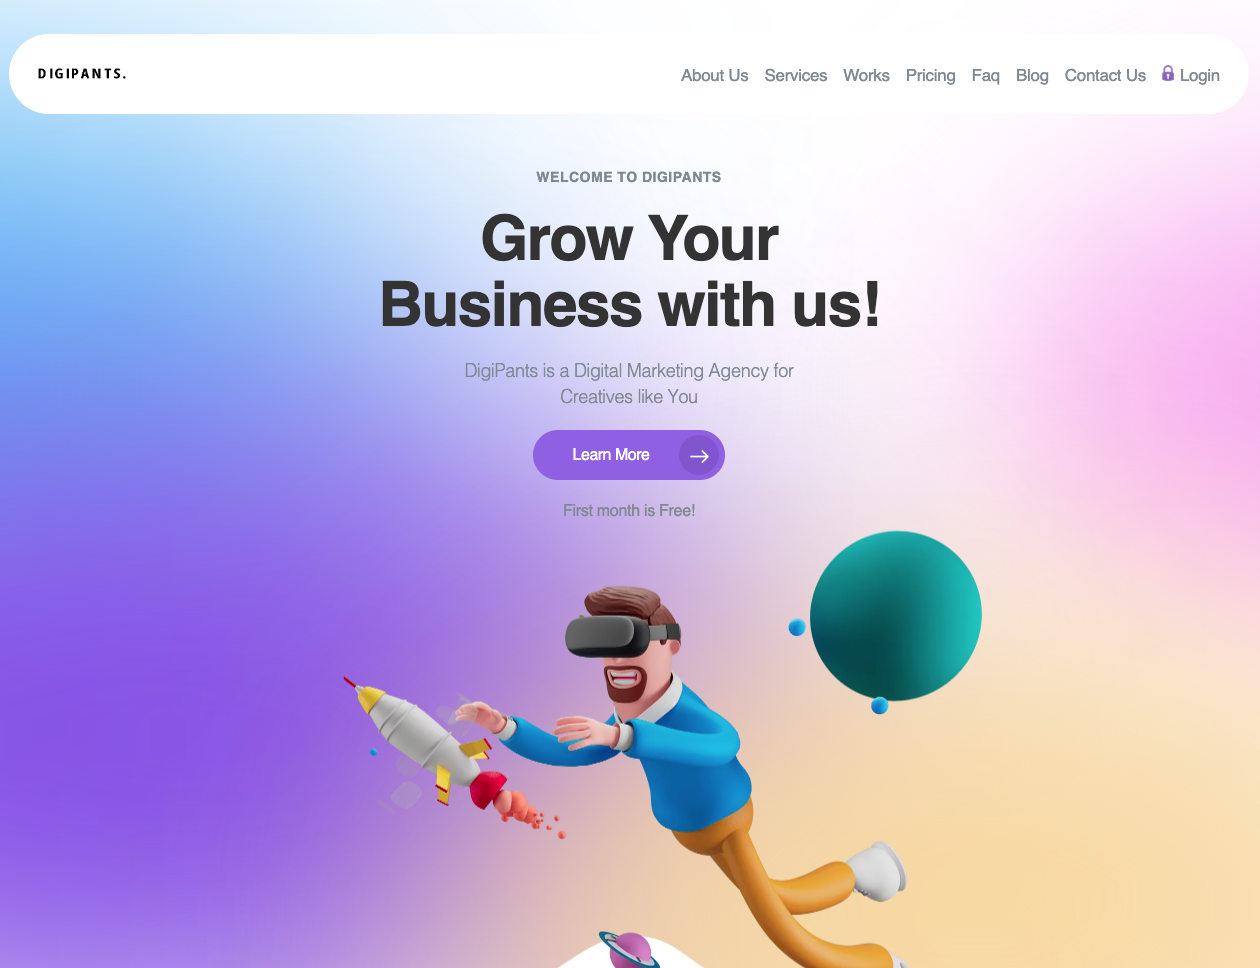 DIGIPANTS.
About Us Services Works Pricing Faq Blog Contact Us Login
WELCOME TO DIGIPANTS
Grow Your
Business with us!
DigiPants is a Digital Marketing Agency for
Creatives like You
Learn More
First month is Free!